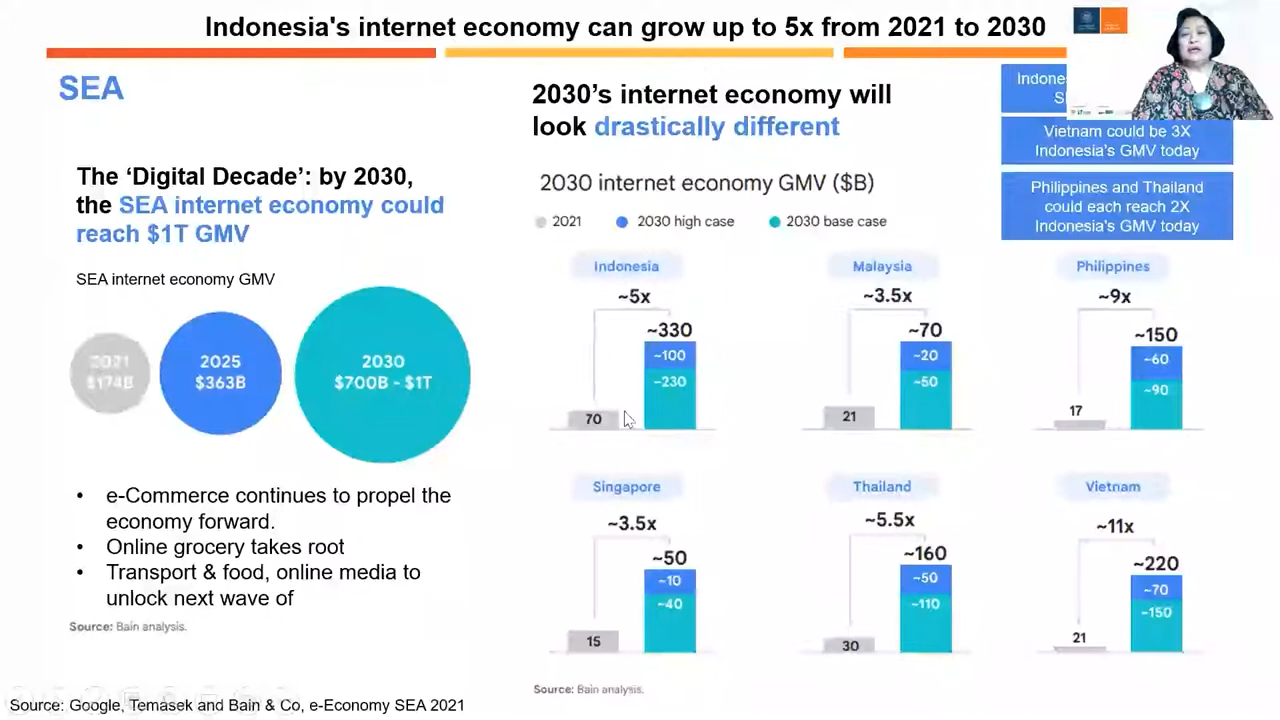 Indonesia's internet economy can grow up to 5x from 2021 to 2030
SEA
The ‘Digital Decade’: by 2030,
the SEA internet economy could
reach $1T GMV
SEA internet economy GMV
2021
$174B
2025
$363B
2030
$700B - $1T
• e-Commerce continues to propel the
economy forward.
• Online grocery takes root
• Transport & food, online media to
unlock next wave of
Source: Bain analysis.
2030’s internet economy will
look drastically different
Vietnam could be 3X
Indonesia's GMV today
Philippines and Thailand
could each reach 2X
Indonesia's GMV today
2030 internet economy GMV ($B)
2021
2030 high case
2030 base case
Indonesia
~5x
~330
~100
~230
70
Malaysia
~3.5x
~70
~20
~50
21
Philippines
~9x
~150
~60
~90
17
Singapore
~3.5x
~50
~10
~40
15
Thailand
~5.5x
~160
~50
~110
30
Vietnam
~11x
~220
~70
~150
21
Source: Bain analysis.
Source: Google, Temasek and Bain & Co, e-Economy SEA 2021